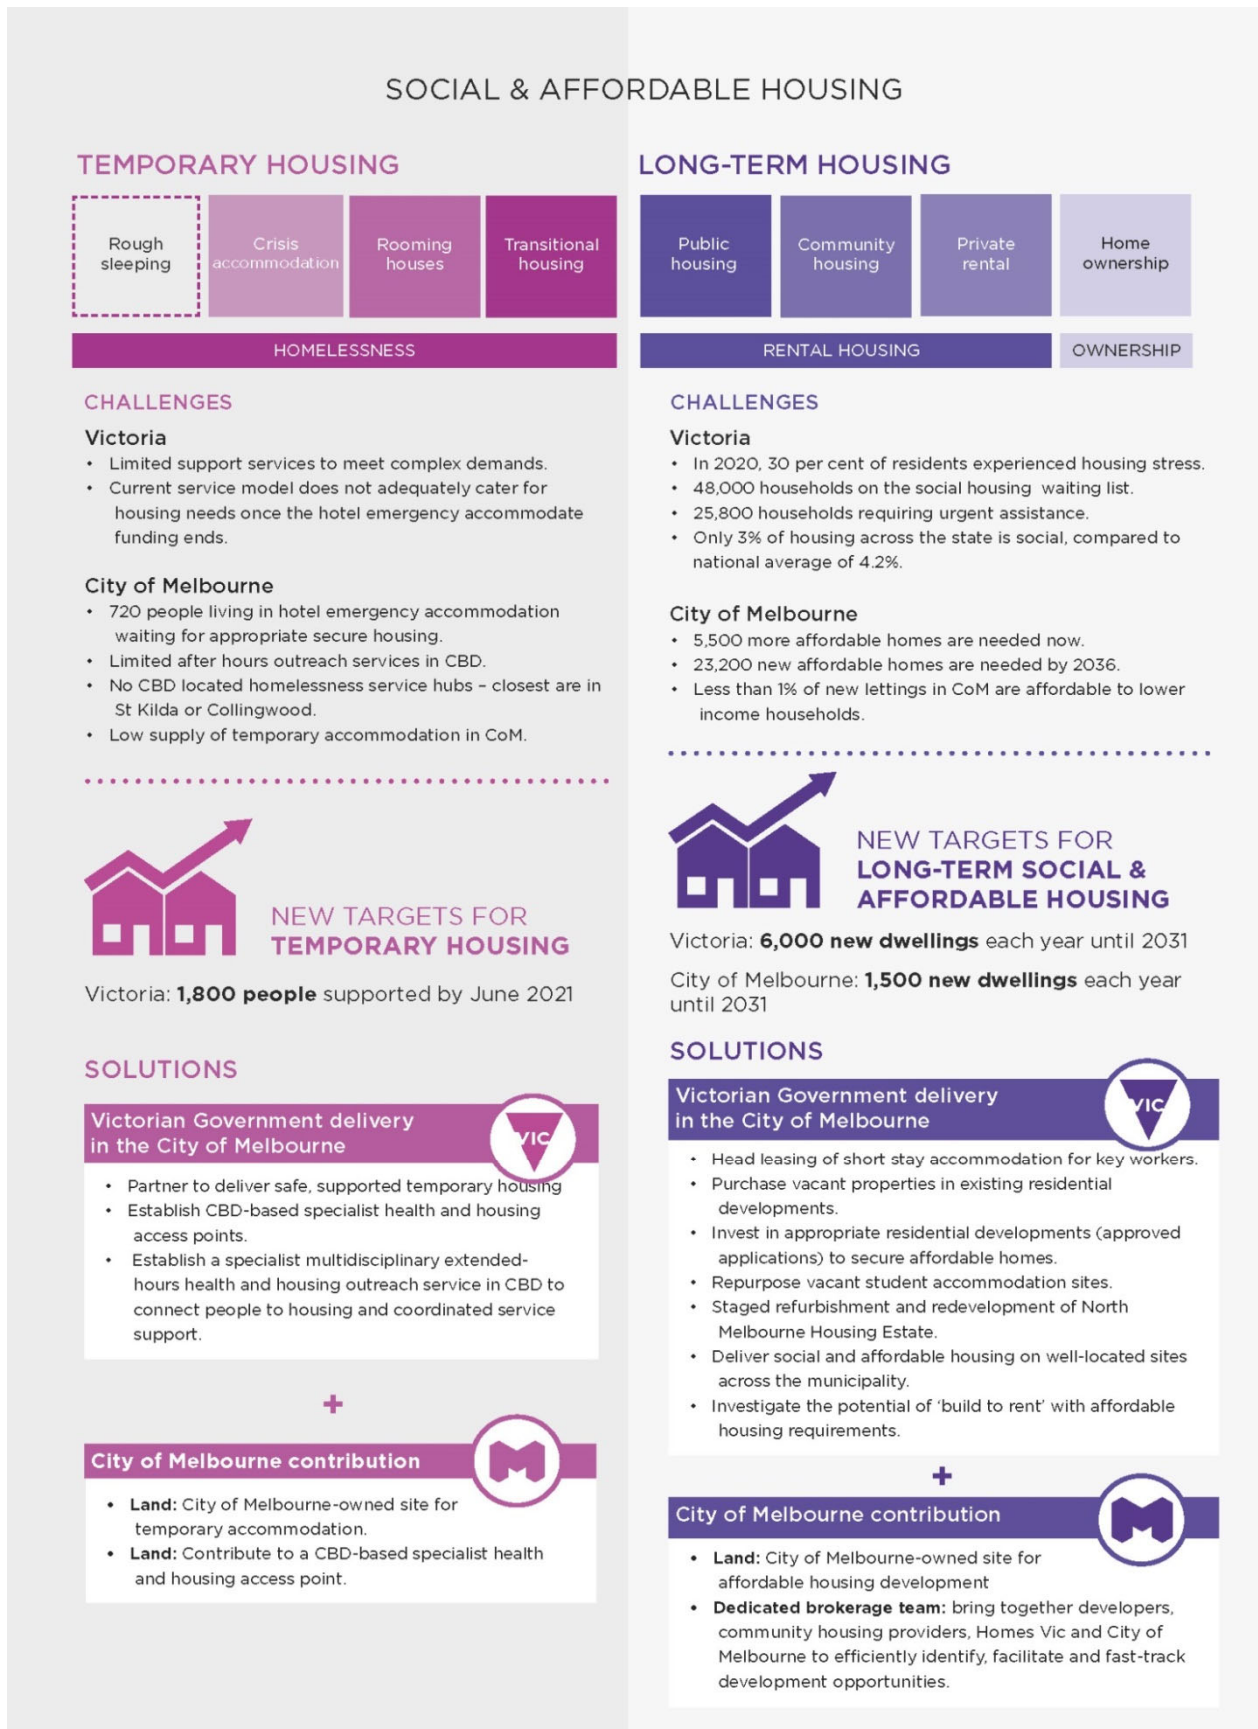 SOCIAL & AFFORDABLE HOUSING
TEMPORARY HOUSING
Rough
sleeping
Crisis
accommodation
Rooming
houses
Transitional
housing
HOMELESSNESS
CHALLENGES
Victoria
• Limited support services to meet complex demands.
• Current service model does not adequately cater for
housing needs once the hotel emergency accommodate
funding ends.
City of Melbourne
• 720 people living in hotel emergency accommodation
waiting for appropriate secure housing.
• Limited after hours outreach services in CBD.
• No CBD located homelessness service hubs – closest are in
St Kilda or Collingwood.
• Low supply of temporary accommodation in CoM.
NEW TARGETS FOR
TEMPORARY HOUSING
Victoria: 1,800 people supported by June 2021
SOLUTIONS
Victorian Government delivery
in the City of Melbourne
VIC
• Partner to deliver safe, supported temporary housing
• Establish CBD-based specialist health and housing
access points.
• Establish a specialist multidisciplinary extended-
hours health and housing outreach service in CBD to
connect people to housing and coordinated service
support.
+
City of Melbourne contribution
• Land: City of Melbourne-owned site for
temporary accommodation.
• Land: Contribute to a CBD-based specialist health
and housing access point.
LONG-TERM HOUSING
Public
housing
Community
housing
Private
rental
Home
ownership
RENTAL HOUSING
OWNERSHIP
CHALLENGES
Victoria
• In 2020, 30 per cent of residents experienced housing stress.
• 48,000 households on the social housing waiting list.
• 25,800 households requiring urgent assistance.
• Only 3% of housing across the state is social, compared to
national average of 4.2%.
City of Melbourne
• 5,500 more affordable homes are needed now.
• 23,200 new affordable homes are needed by 2036.
• Less than 1% of new lettings in CoM are affordable to lower
income households.
NEW TARGETS FOR
LONG-TERM SOCIAL &
AFFORDABLE HOUSING
Victoria: 6,000 new dwellings each year until 2031
City of Melbourne: 1,500 new dwellings each year
until 2031
SOLUTIONS
Victorian Government delivery
in the City of Melbourne
VIC
• Head leasing of short stay accommodation for key workers.
• Purchase vacant properties in existing residential
developments.
• Invest in appropriate residential developments (approved
applications) to secure affordable homes.
• Repurpose vacant student accommodation sites.
• Staged refurbishment and redevelopment of North
Melbourne Housing Estate.
• Deliver social and affordable housing on well-located sites
across the municipality.
• Investigate the potential of ‘build to rent’ with affordable
housing requirements.
+
City of Melbourne contribution
• Land: City of Melbourne-owned site for
affordable housing development
• Dedicated brokerage team: bring together developers,
community housing providers, Homes Vic and City of
Melbourne to efficiently identify, facilitate and fast-track
development opportunities.